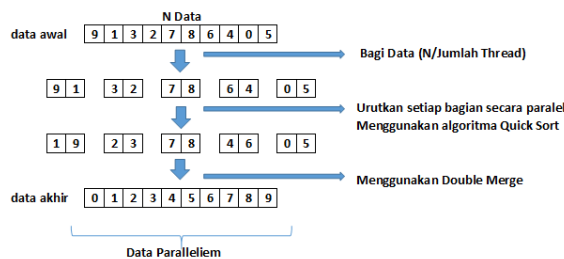 N Data
data awal 9 1 3 2 7 8 6 4 0 5
Bagi Data (N/Jumlah Thread)
9 1 3 2 7 8 6 4 0 5
Urutkan setiap bagian secara paralel
Menggunakan algoritma Quick Sort
1 9 2 3 7 8 4 6 0 5
Menggunakan Double Merge
data akhir 0 1 2 3 4 5 6 7 8 9
Data Paralleliem